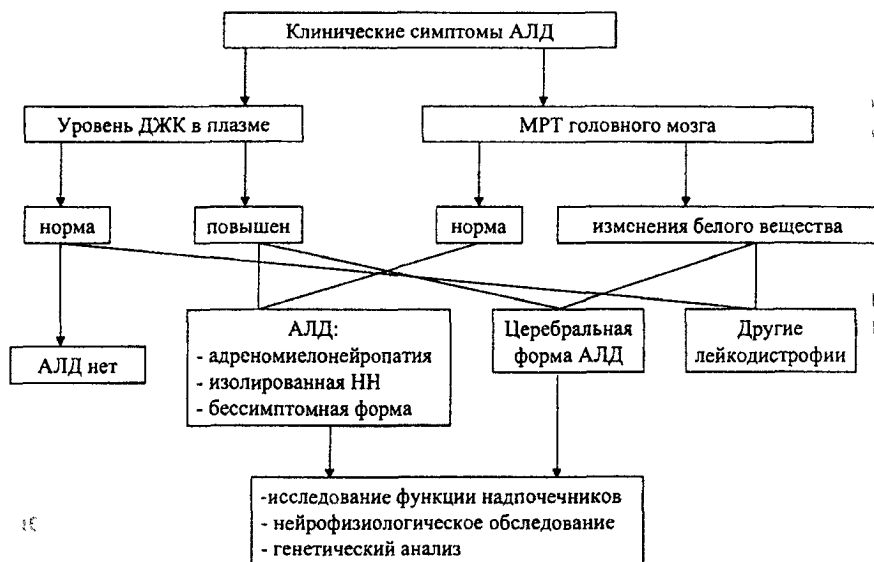 Клинические симптомы АЛД
Уровень ДЖК в плазме
МРТ головного мозга
норма
повышен
норма
измснения белого вещества
АЛД нет
АЛД:
- адреномиелонейропатия
- изолированная НН
- бессимптомная форма
Церебральная
форма АЛД
Другие
лейкодистрофии
-исследование функции надпочечников
- нейрофизиологическое обследование
- генетический анализ